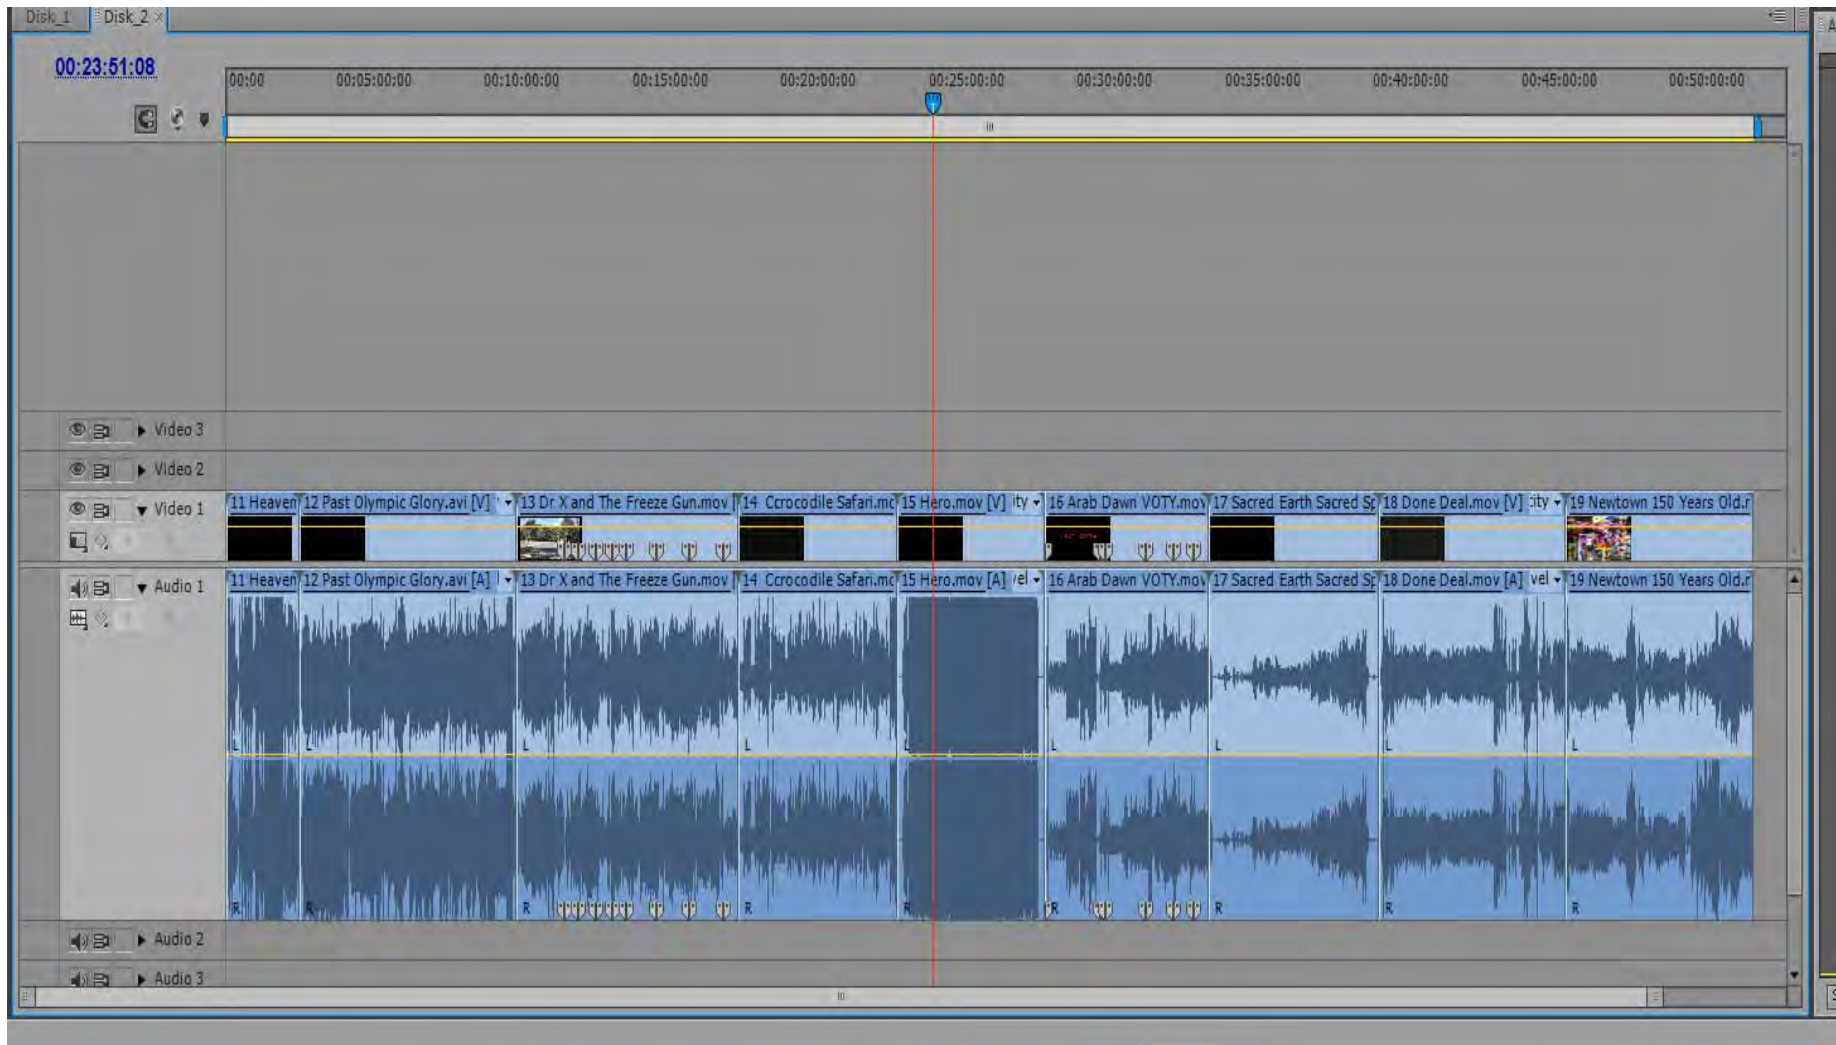 Disk_1 Disk_2 ×
00:23:51:08
00:00 00:05:00:00 00:10:00:00 00:15:00:00 00:20:00:00 00:25:00:00 00:30:00:00 00:35:00:00 00:40:00:00 00:45:00:00 00:50:00:00
Video 3
Video 2
Video 1
11 Heaven 12 Past Olympic Glory.avi [V] 13 Dr X and The Freeze Gun.mov 14 Ccrocodile Safari.mo 15 Hero.mov [V] ity 16 Arab Dawn VOTY.mov 17 Sacred Earth Sacred Sp 18 Done Deal.mov [V] city 19 Newtown 150 Years Old.r
Audio 1
11 Heaven 12 Past Olympic Glory.avi [A] 13 Dr X and The Freeze Gun.mov 14 Ccrocodile Safari.mo 15 Hero.mov [A] vel 16 Arab Dawn VOTY.mov 17 Sacred Earth Sacred Sp 18 Done Deal.mov [A] vel 19 Newtown 150 Years Old.r
L L L L L L L L L
R R R R R R R R R
Audio 2
Audio 3